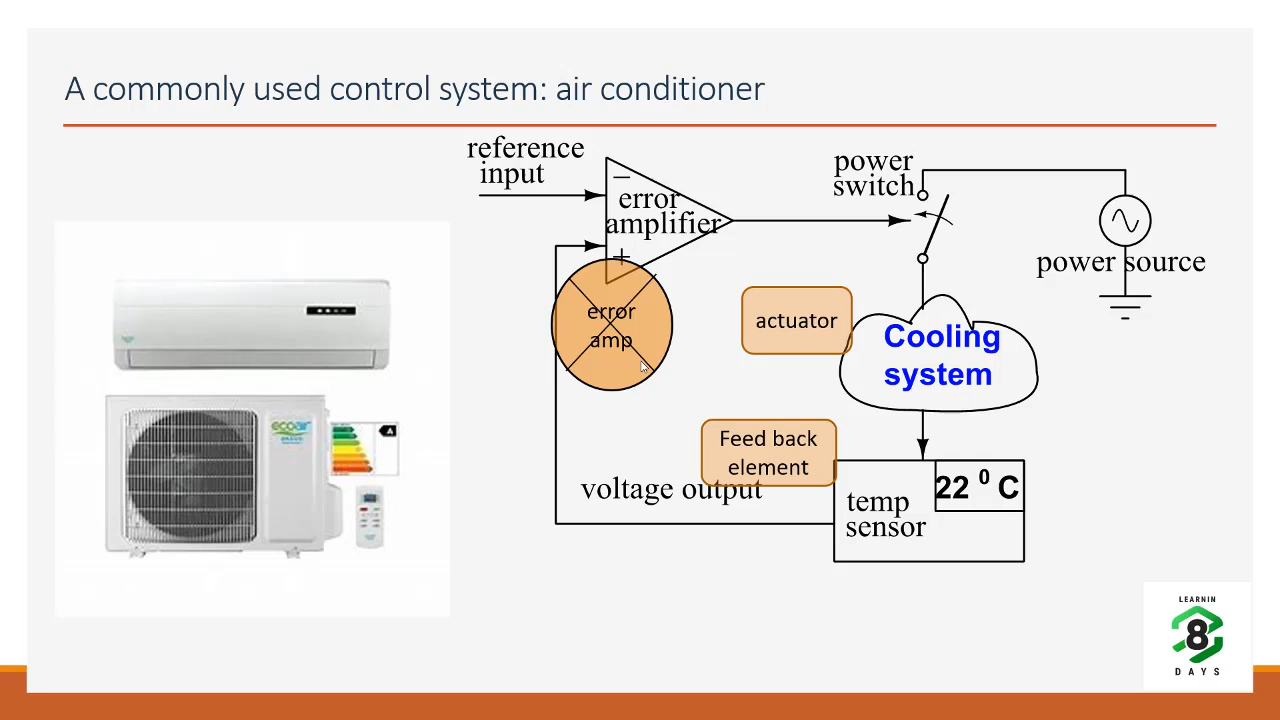 A commonly used control system: air conditioner
reference
input
−
error
amplifier
+
error
amp
power
switch
power source
actuator
Cooling
system
Feed back
element
voltage output
temp
sensor
22 ⁰ C
ecoair
A
LEARNIN
8
DAYS